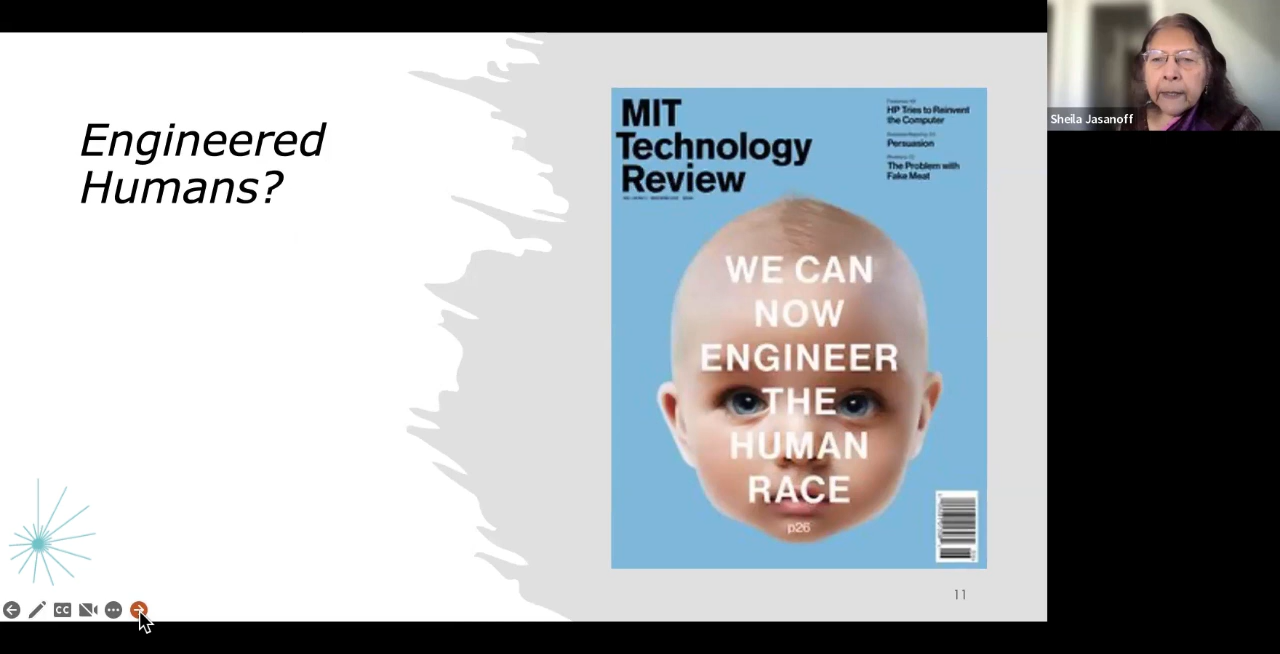 Engineered
Humans?
MIT
Technology
Review
HP Tries to Reinvent
the Computer
Persuasion
The Problem with
Fake Meat
WE CAN
NOW
ENGINEER
THE
HUMAN
RACE
p26
11
CC
Sheila Jasanoff